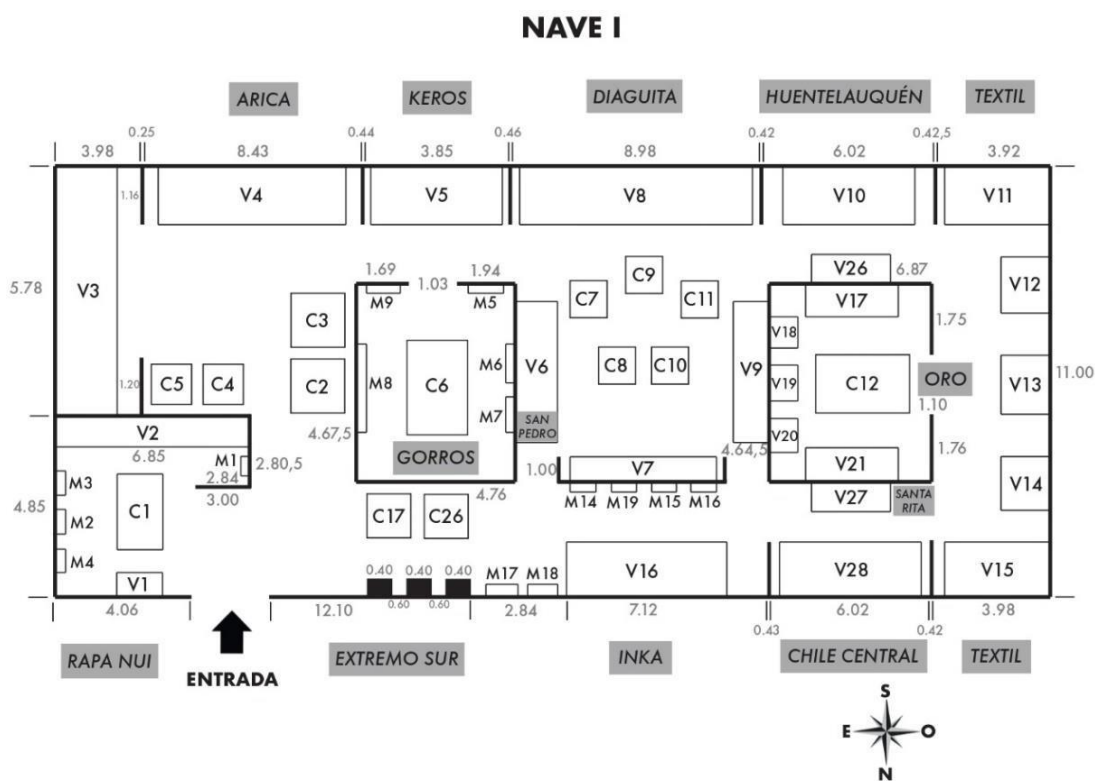 NAVE I
ARICA KEROS DIAGUITA HUENTELAUQUÉN TEXTIL
0.25 0.44 0.46 0.42 0.42,5
3.98 8.43 3.85 8.98 6.02 3.92
1.16 V4 V5 V8 V10 V11
V3 C9 V26 6.87 V12
5.78 1.69 1.03 1.94 C7 C11 V17
M9 M5
C3 V18 1.75
1.20 C5 C4 C2 M8 C6 M6 V6 C8 C10 V9 V19 C12 ORO V13 11.00
M7 1.10
V2 4.67,5 GORROS SAN
PEDRO V20 1.76
6.85 M1 2.80,5 1.00 V7 4.64,5 V21 V14
M3 2.84
4.85 C1 3.00 4.76 M14 M19 M15 M16 V27 SANTA
RITA
M2 C17 C26
M4 0.40 0.40 0.40 M17 M18 V16 V28 V15
V1
4.06 12.10 0.60 0.60 2.84 7.12 6.02 3.98
0.43 0.42
RAPA NUI EXTREMO SUR INKA CHILE CENTRAL TEXTIL
ENTRADA
S
E O
N